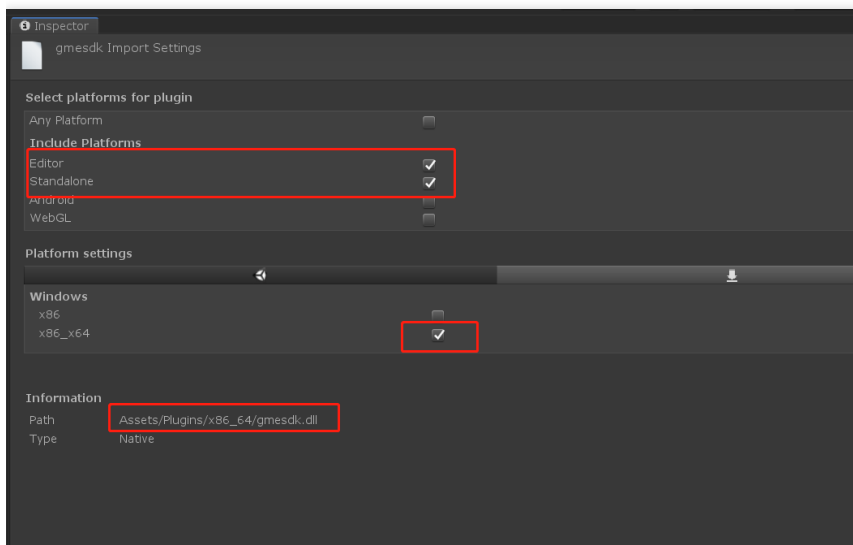 Inspector
gmesdk Import Settings
Select platforms for plugin
Any Platform
Include Platforms
Editor
Standalone
Android
WebGL
Platform settings
Windows
x86
x86_x64
Information
Path Assets/Plugins/x86_64/gmesdk.dll
Type Native